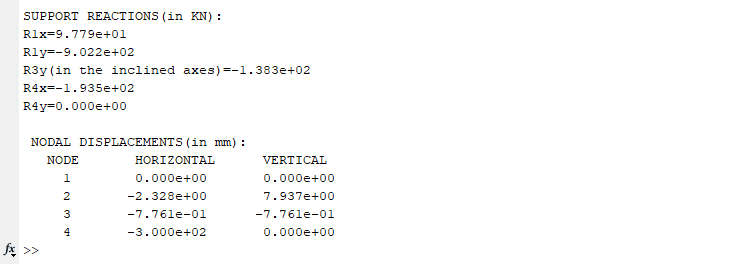 SUPPORT REACTIONS(in KN):
R1x=9.779e+01
R1y=-9.022e+02
R3y(in the inclined axes)=-1.383e+02
R4x=-1.935e+02
R4y=0.000e+00
NODAL DISPLACEMENTS(in mm):
NODE HORIZONTAL VERTICAL
1 0.000e+00 0.000e+00
2 -2.328e+00 7.937e+00
3 -7.761e-01 -7.761e-01
4 -3.000e+02 0.000e+00
fx >>